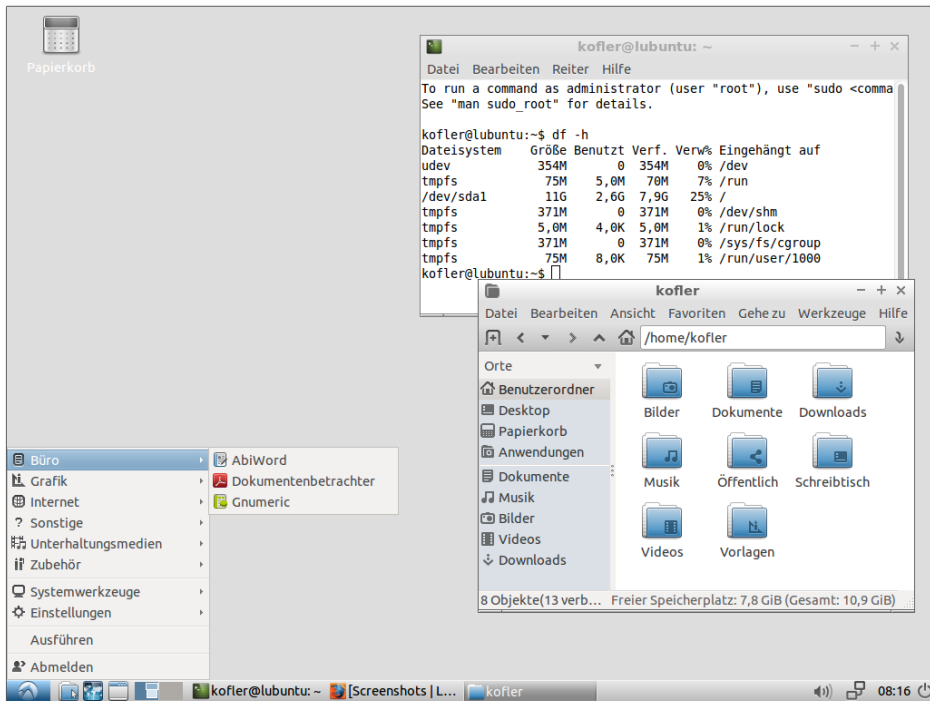 Papierkorb
kofler@lubuntu: ~
Datei Bearbeiten Reiter Hilfe
To run a command as administrator (user "root"), use "sudo <comma
See "man sudo_root" for details.
kofler@lubuntu:~$ df -h
Dateisystem Größe Benutzt Verf. Verw% Eingehängt auf
udev 354M 0 354M 0% /dev
tmpfs 75M 5,0M 70M 7% /run
/dev/sda1 11G 2,6G 7,9G 25% /
tmpfs 371M 0 371M 0% /dev/shm
tmpfs 5,0M 4,0K 5,0M 1% /run/lock
tmpfs 371M 0 371M 0% /sys/fs/cgroup
tmpfs 75M 8,0K 75M 1% /run/user/1000
kofler@lubuntu:~$
kofler
Datei Bearbeiten Ansicht Favoriten Gehe zu Werkzeuge Hilfe
/home/kofler
Orte
Benutzerordner
Desktop
Papierkorb
Anwendungen
Dokumente
Musik
Bilder
Videos
Downloads
Bilder Dokumente Downloads
Musik Öffentlich Schreibtisch
Videos Vorlagen
8 Objekte(13 verb... Freier Speicherplatz: 7,8 GiB (Gesamt: 10,9 GiB)
Büro
Grafik
Internet
Sonstige
Unterhaltungsmedien
Zubehör
Systemwerkzeuge
Einstellungen
Ausführen
Abmelden
AbiWord
Dokumentenbetrachter
Gnumeric
kofler@lubuntu: ~ [Screenshots | L... kofler 08:16